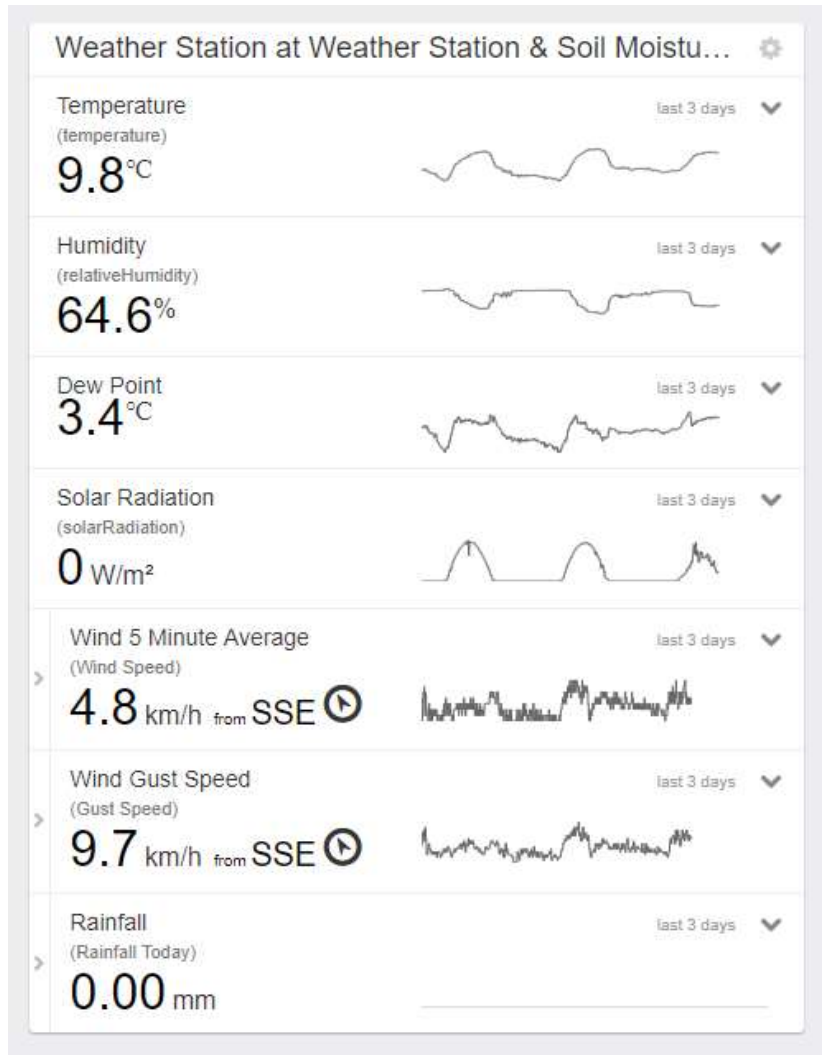 Weather Station at Weather Station & Soil Moistu...
Temperature
last 3 days
(temperature)
9.8°C
Humidity
last 3 days
(relativeHumidity)
64.6%
Dew Point
last 3 days
3.4°C
Solar Radiation
last 3 days
(solarRadiation)
0 W/m²
Wind 5 Minute Average
last 3 days
(Wind Speed)
4.8 km/h from SSE
Wind Gust Speed
last 3 days
(Gust Speed)
9.7 km/h from SSE
Rainfall
last 3 days
(Rainfall Today)
0.00 mm